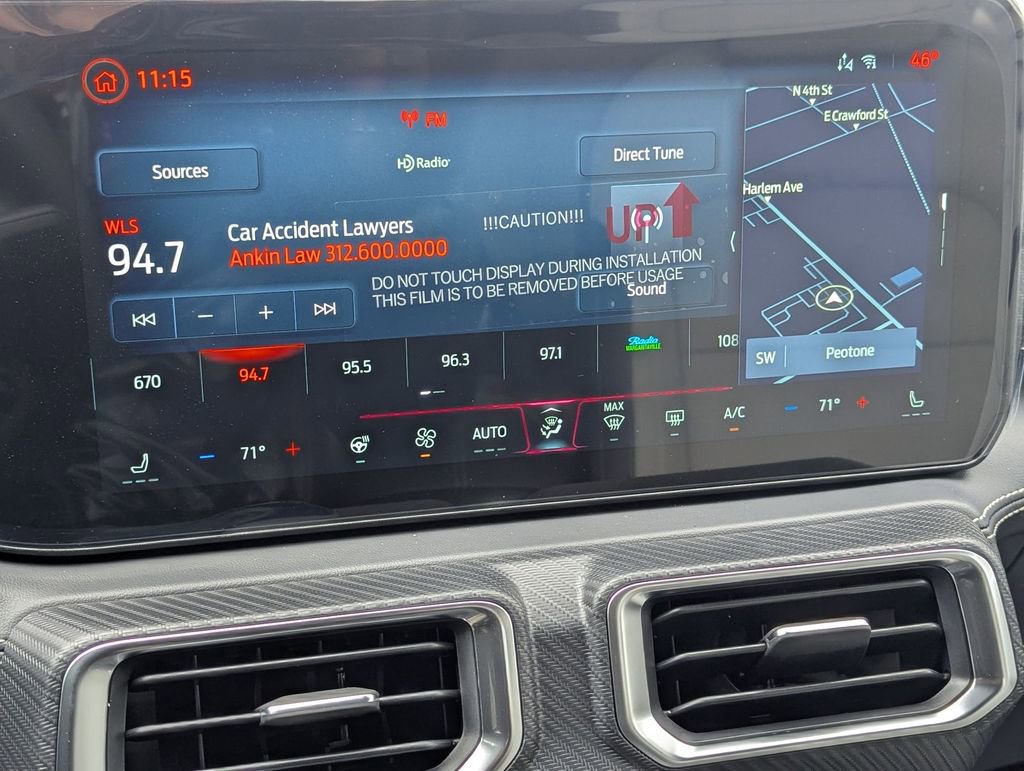 11:15
46°
FM
HD Radio
Sources
Direct Tune
WLS
94.7
Car Accident Lawyers
Ankin Law 312.600.0000
!!!CAUTION!!!
UP
DO NOT TOUCH DISPLAY DURING INSTALLATION
THIS FILM IS TO BE REMOVED BEFORE USAGE
Sound
N 4th St
E Crawford St
Harlem Ave
SW
Peotone
670
94.7
95.5
96.3
97.1
Radio
MARGARITAVILLE
108
71°
AUTO
MAX
A/C
71°